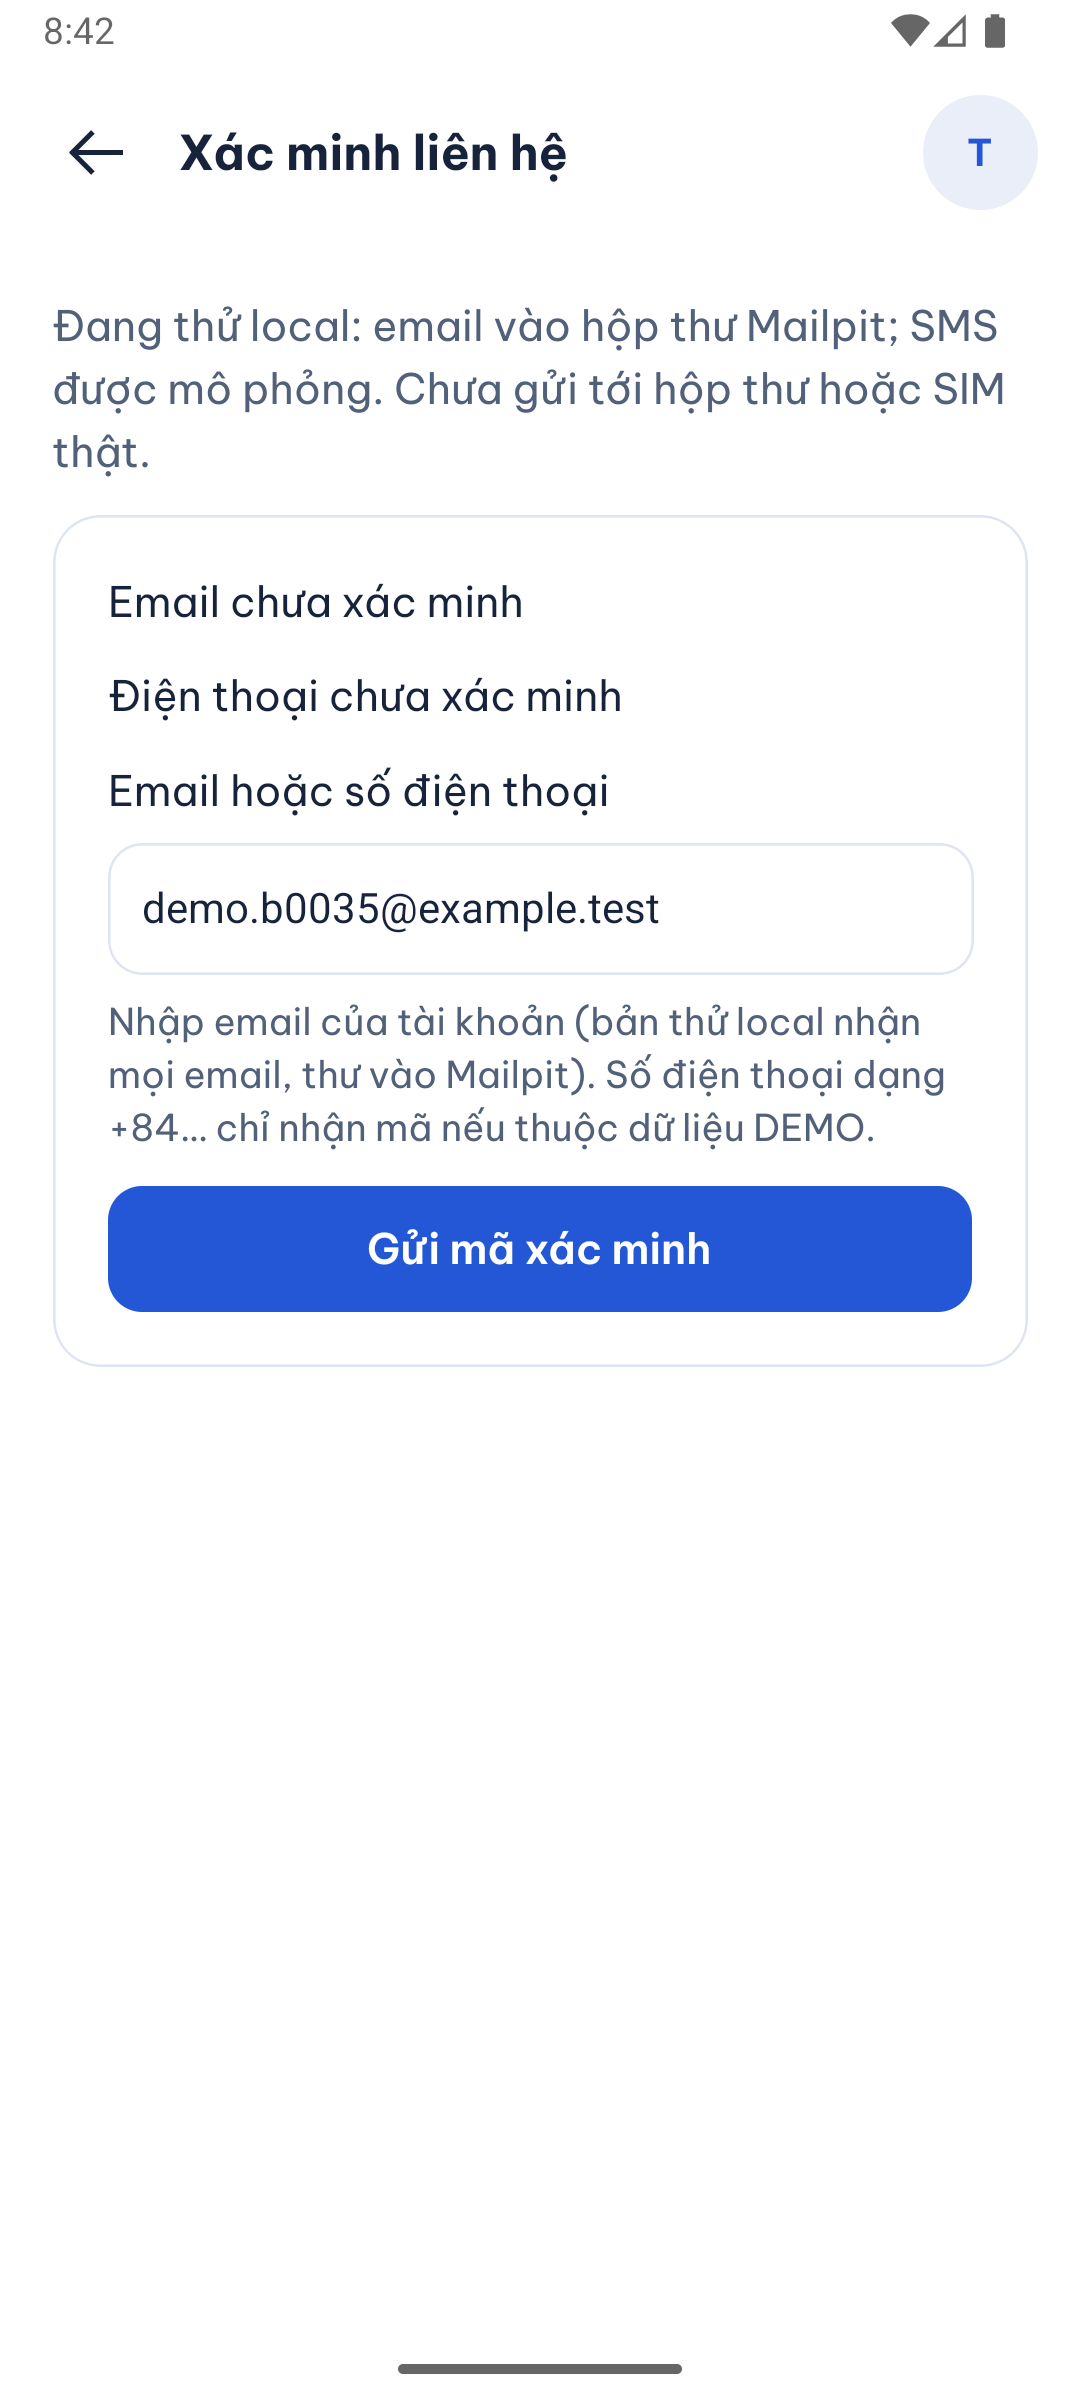 8:42
Xác minh liên hệ
T
Đang thử local: email vào hộp thư Mailpit; SMS
được mô phỏng. Chưa gửi tới hộp thư hoặc SIM
thật.
Email chưa xác minh
Điện thoại chưa xác minh
Email hoặc số điện thoại
demo.b0035@example.test
Nhập email của tài khoản (bản thử local nhận
mọi email, thư vào Mailpit). Số điện thoại dạng
+84... chỉ nhận mã nếu thuộc dữ liệu DEMO.
Gửi mã xác minh